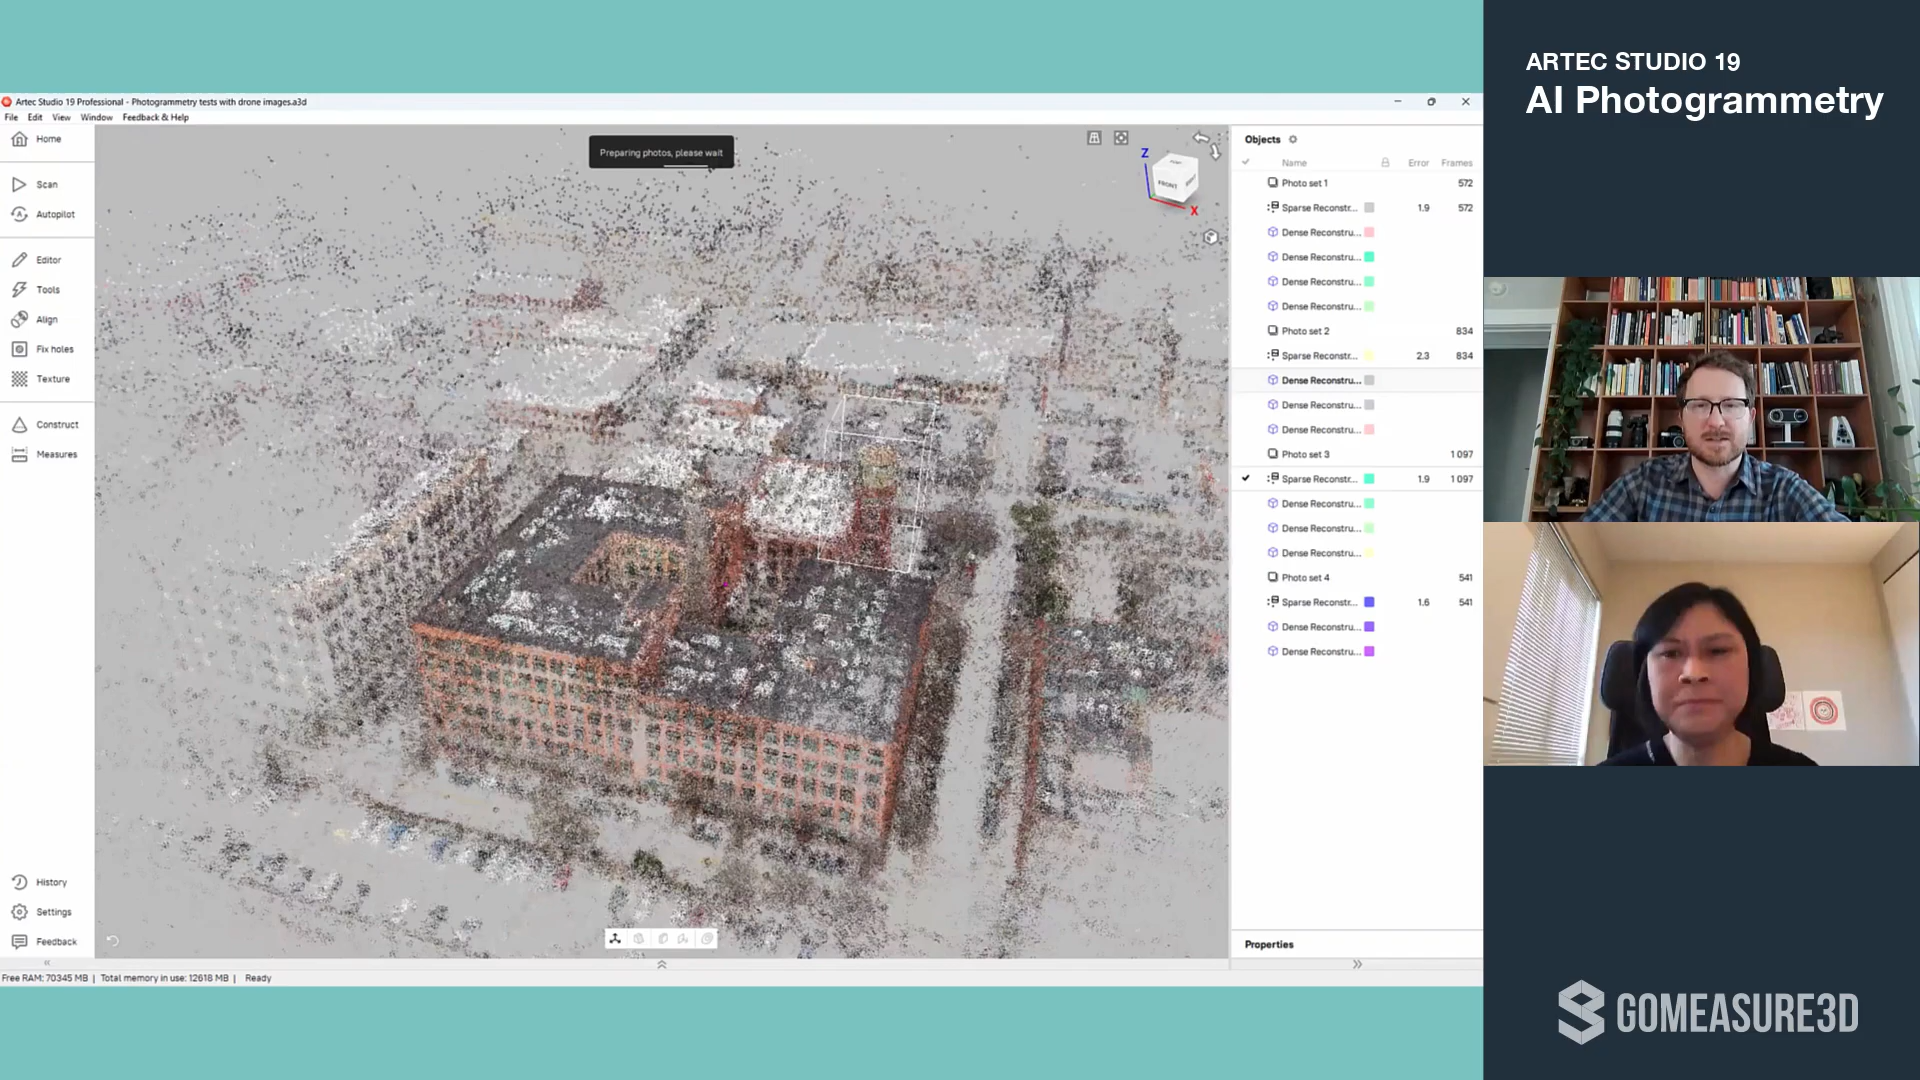 ARTEC STUDIO 19
AI Photogrammetry
Artec Studio 19 Professional - Photogrammetry tests with drone images.a3d
File Edit View Window Feedback & Help
Home
Scan
Autopilot
Editor
Tools
Align
Fix holes
Texture
Construct
Measures
History
Settings
Feedback
Preparing photos, please wait
Z
FRONT
X
Objects
Name Error Frames
Photo set 1 572
Sparse Reconstr... 1.9 572
Dense Reconstru...
Dense Reconstru...
Dense Reconstru...
Dense Reconstru...
Photo set 2 834
Sparse Reconstr... 2.3 834
Dense Reconstru...
Dense Reconstru...
Dense Reconstru...
Photo set 3 1 097
Sparse Reconstr... 1.9 1 097
Dense Reconstru...
Dense Reconstru...
Dense Reconstru...
Photo set 4 541
Sparse Reconstr... 1.6 541
Dense Reconstru...
Dense Reconstru...
Properties
Free RAM: 70345 MB | Total memory in use: 12618 MB | Ready
GOMEASURE3D